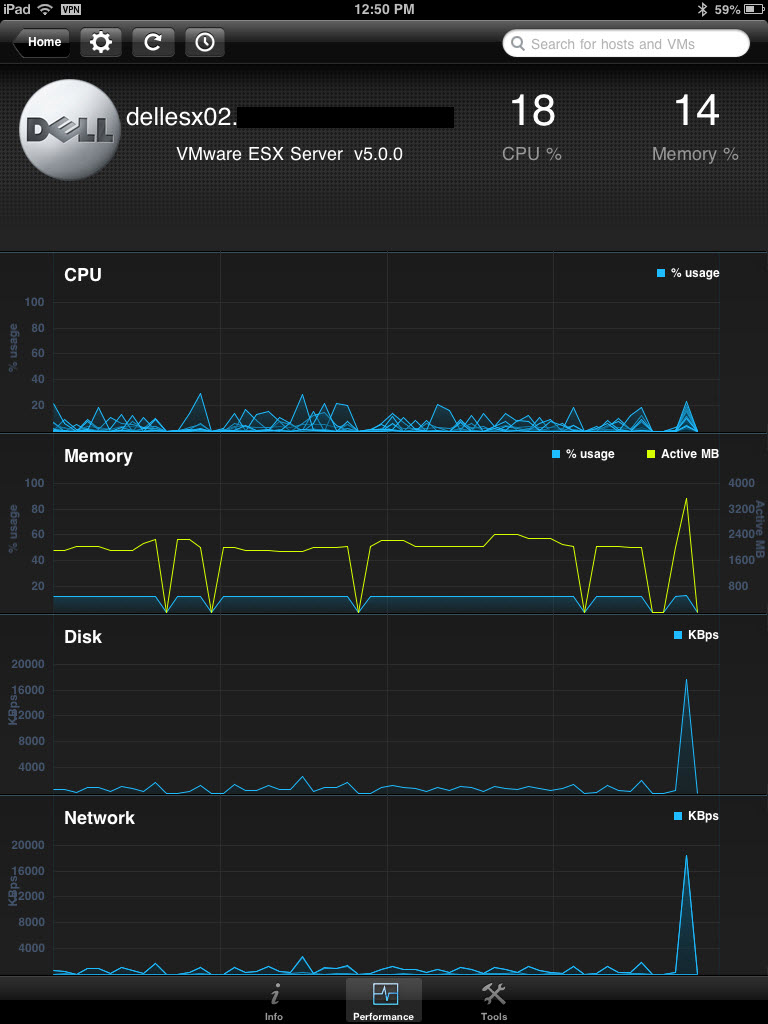 iPad VPN 12:50 PM 59%
Home Search for hosts and VMs
DELL
dellesx02.
VMware ESX Server v5.0.0
18 14
CPU % Memory %
CPU % usage
100
80
60
40
20
% usage
Memory % usage Active MB
100 4000
80 3200
60 2400
40 1600
20 800
% usage Active MB
Disk KBps
20000
16000
12000
8000
4000
KBps
Network KBps
20000
16000
12000
8000
4000
KBps
i
Info Performance Tools